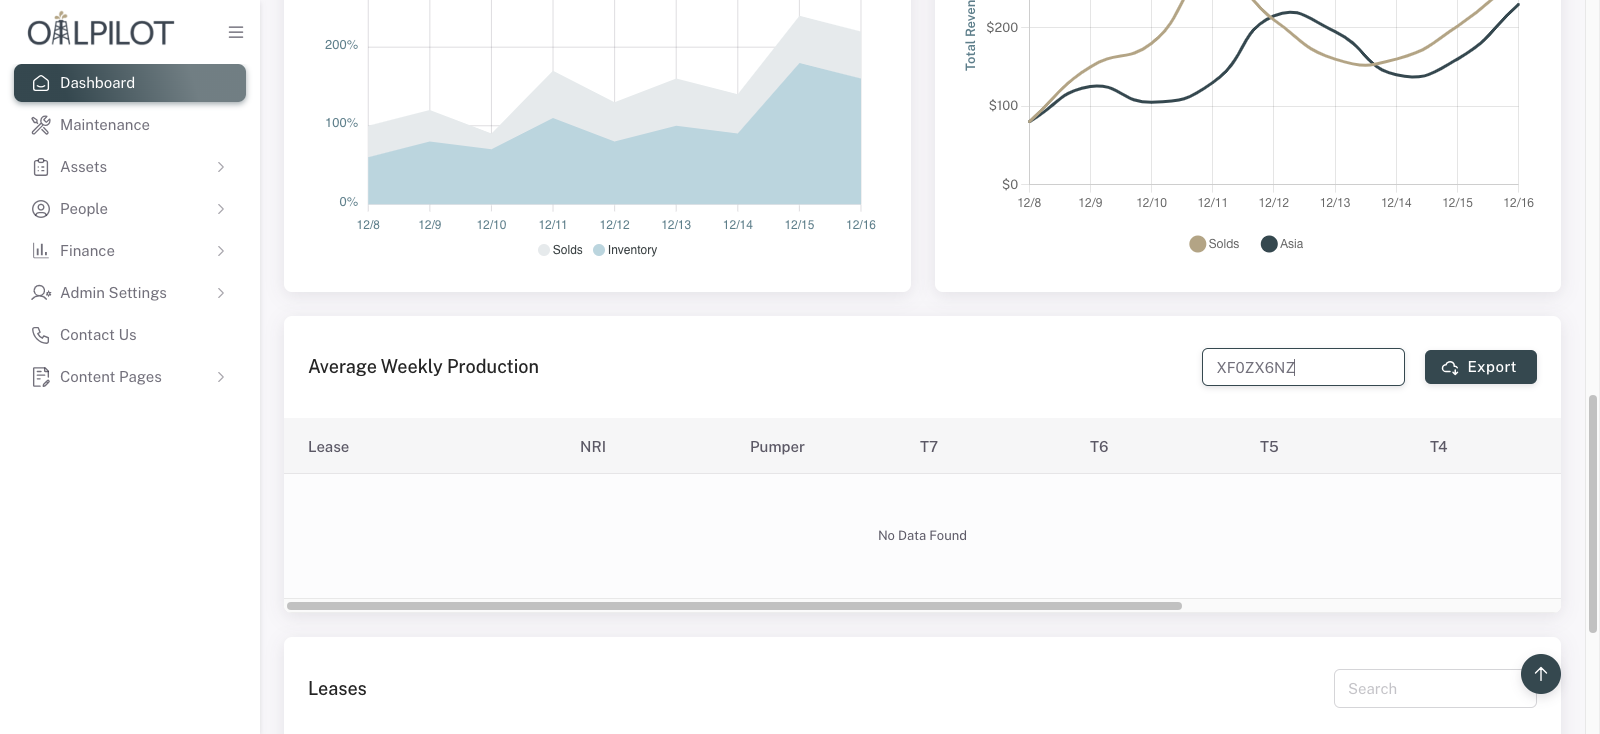 OILPILOT
Dashboard
Maintenance
Assets
People
Finance
Admin Settings
Contact Us
Content Pages
200%
100%
0%
12/8 12/9 12/10 12/11 12/12 12/13 12/14 12/15 12/16
Solds Inventory
Total Reven
$200
$100
$0
12/8 12/9 12/10 12/11 12/12 12/13 12/14 12/15 12/16
Solds Asia
Average Weekly Production
XF0ZX6NZ
Export
Lease NRI Pumper T7 T6 T5 T4
No Data Found
Leases
Search